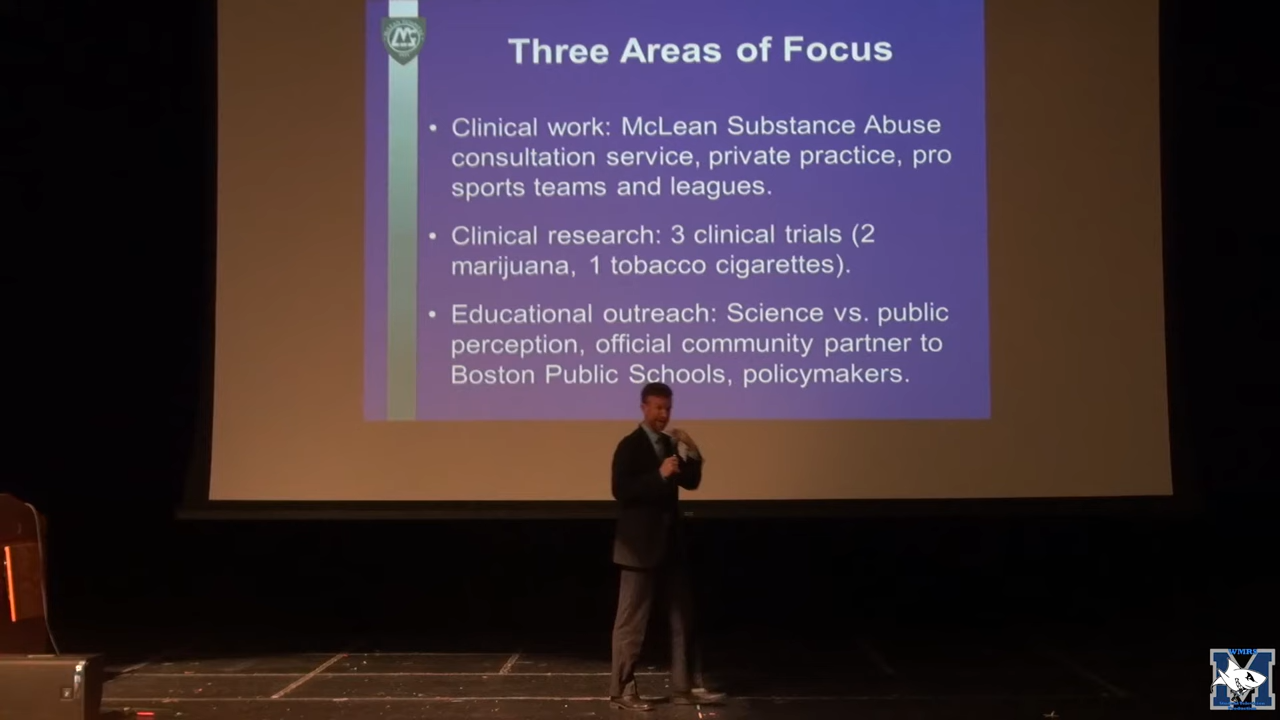 Three Areas of Focus
• Clinical work: McLean Substance Abuse
consultation service, private practice, pro
sports teams and leagues.
• Clinical research: 3 clinical trials (2
marijuana, 1 tobacco cigarettes).
• Educational outreach: Science vs. public
perception, official community partner to
Boston Public Schools, policymakers.
WMRS